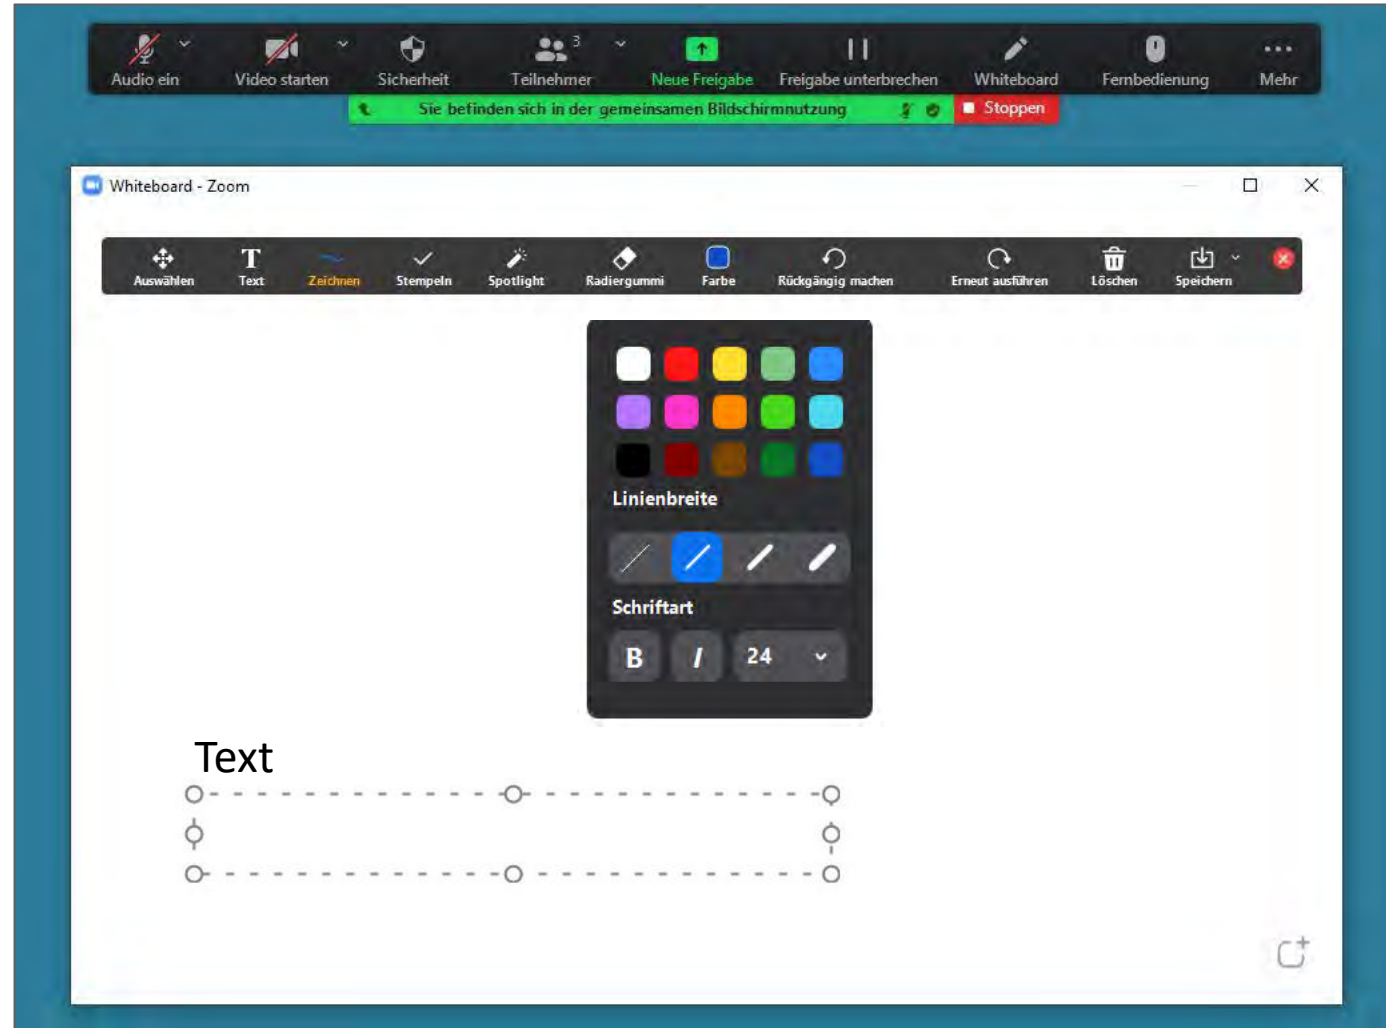 3
Audio ein Video starten Sicherheit Teilnehmer Neue Freigabe Freigabe unterbrechen Whiteboard Fernbedienung Mehr
Sie befinden sich in der gemeinsamen Bildschirmnutzung Stoppen
Whiteboard - Zoom
Auswählen Text Zeichnen Stempeln Spotlight Radiergummi Farbe Rückgängig machen Erneut ausführen Löschen Speichern
Linienbreite
Schriftart
B I 24
Text